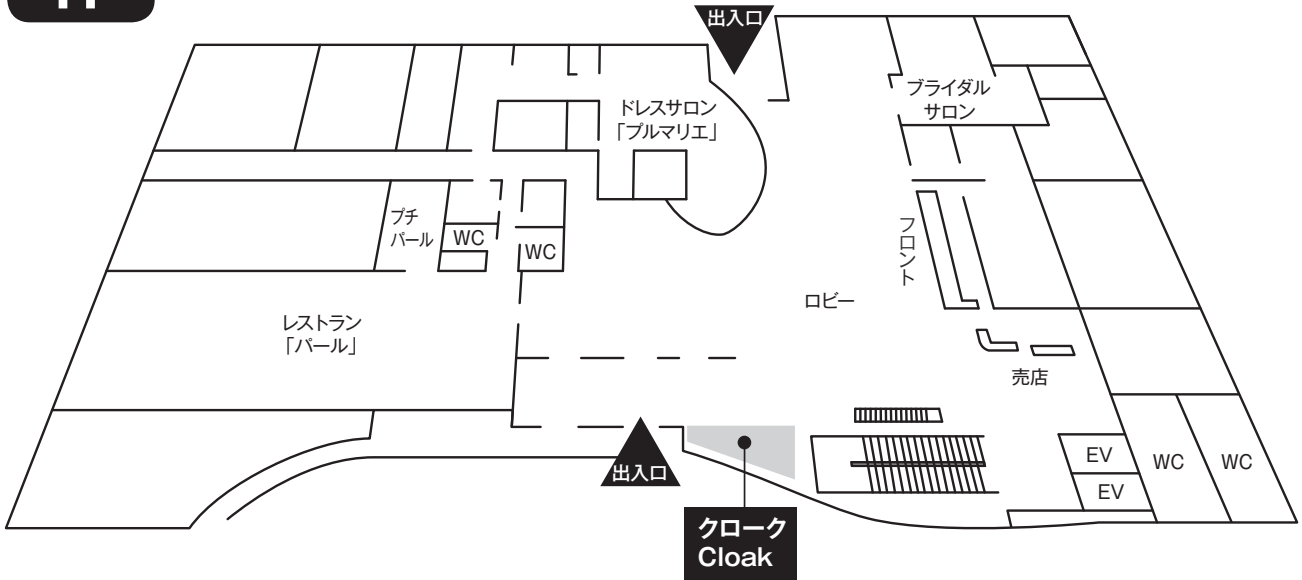 出入口
ブライダル
サロン
ドレスサロン
「プルマリエ」
プチ
パール
WC
WC
フロント
ロビー
レストラン
「パール」
売店
EV
EV
WC
WC
出入口
クローク
Cloak